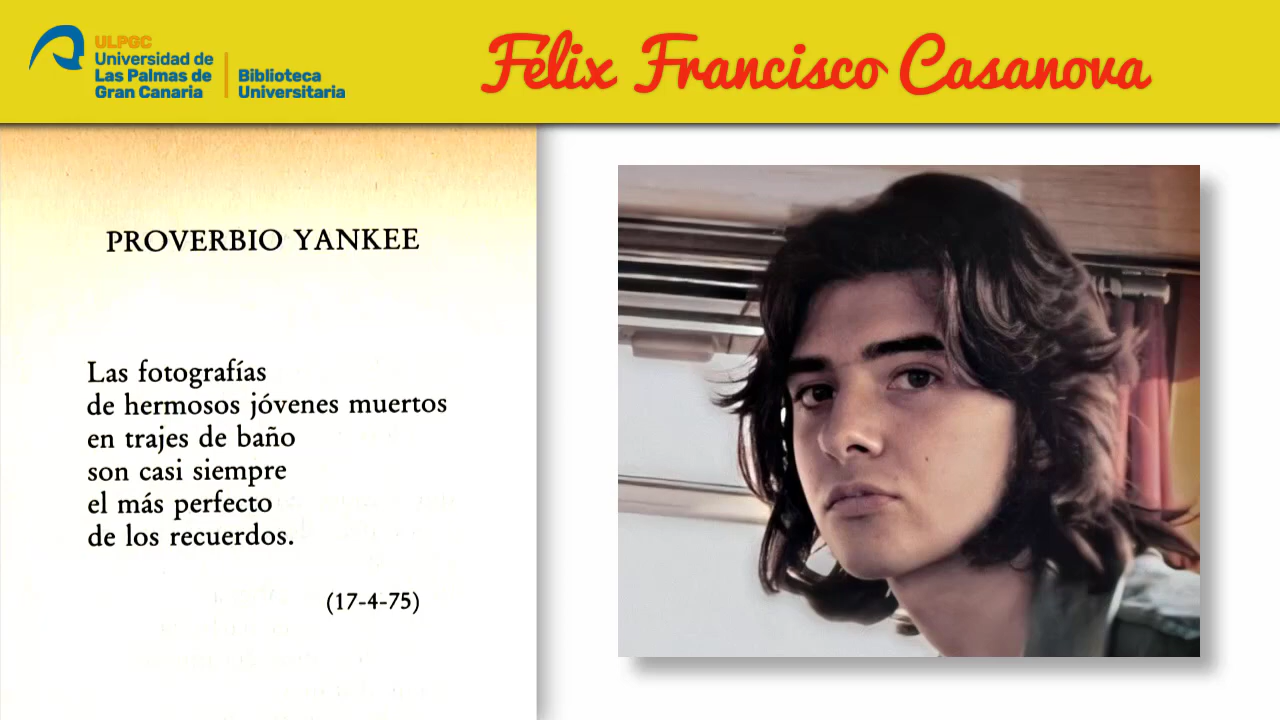 ULPGC
Universidad de
Las Palmas de
Gran Canaria
Biblioteca
Universitaria
Félix Francisco Casanova
PROVERBIO YANKEE
Las fotografías
de hermosos jóvenes muertos
en trajes de baño
son casi siempre
el más perfecto
de los recuerdos.
(17-4-75)